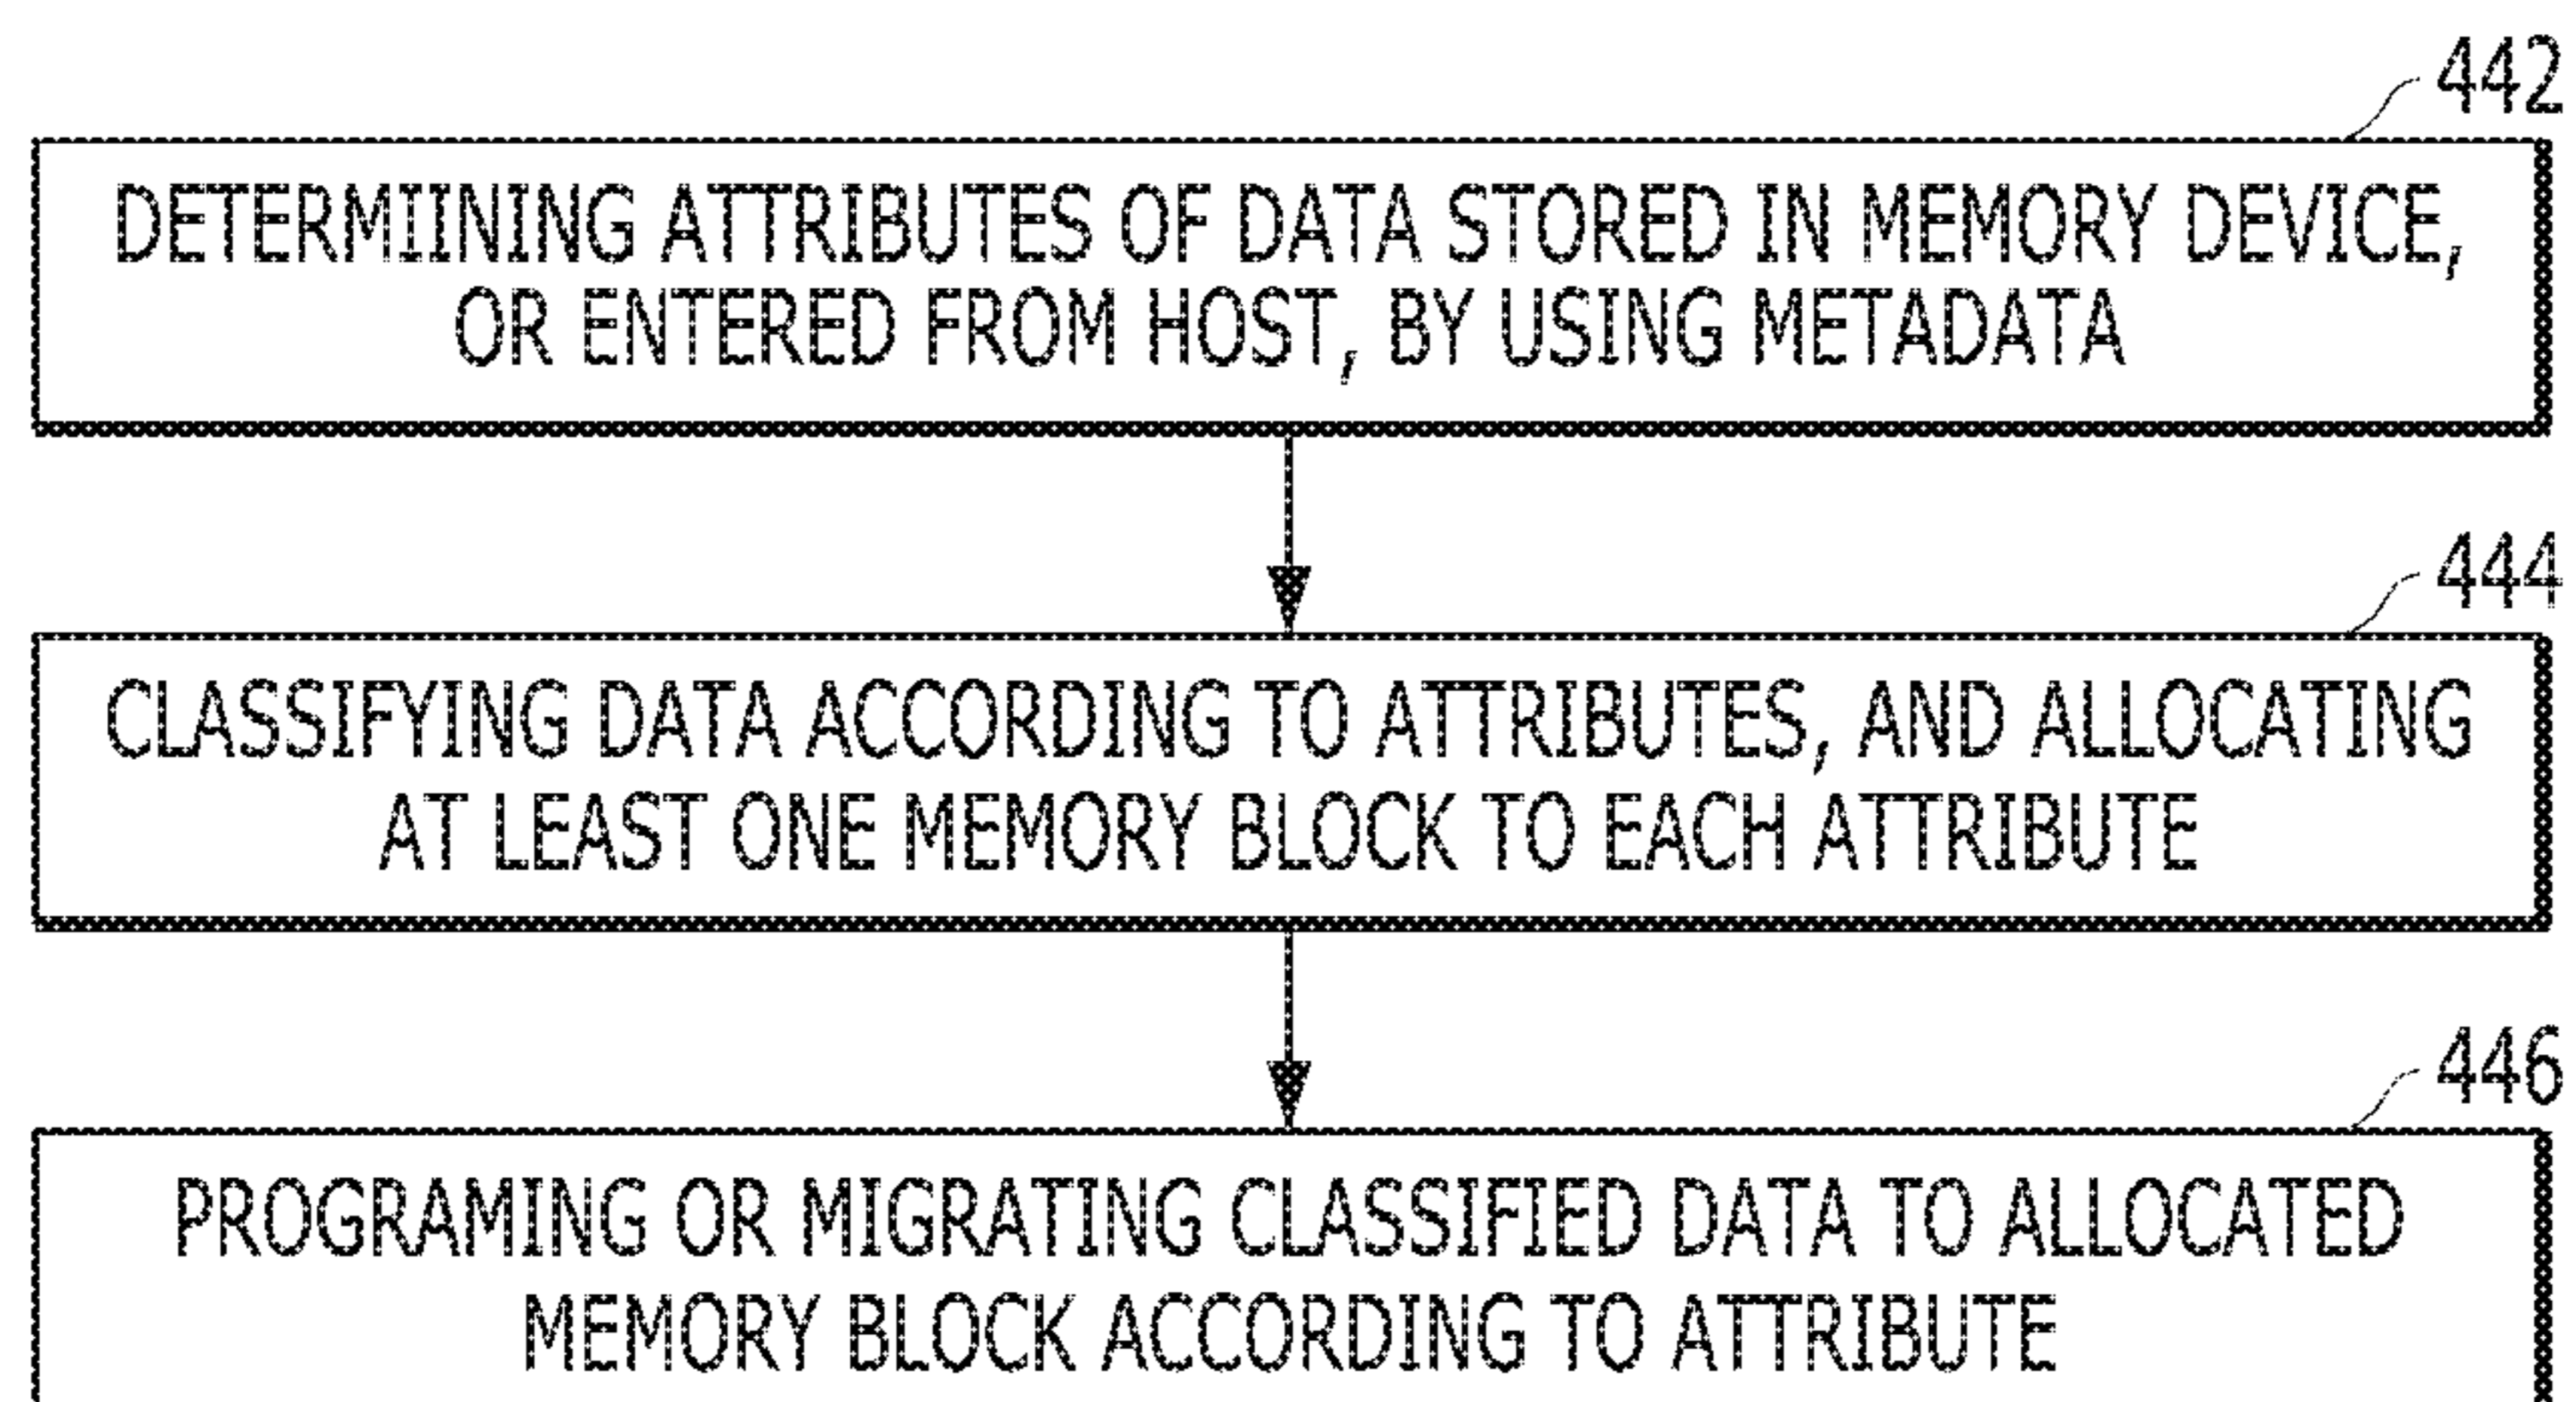 442
DETERMIINING ATTRIBUTES OF DATA STORED IN MEMORY DEVICE,
OR ENTERED FROM HOST, BY USING METADATA
444
CLASSIFYING DATA ACCORDING TO ATTRIBUTES, AND ALLOCATING
AT LEAST ONE MEMORY BLOCK TO EACH ATTRIBUTE
446
PROGRAMING OR MIGRATING CLASSIFIED DATA TO ALLOCATED
MEMORY BLOCK ACCORDING TO ATTRIBUTE